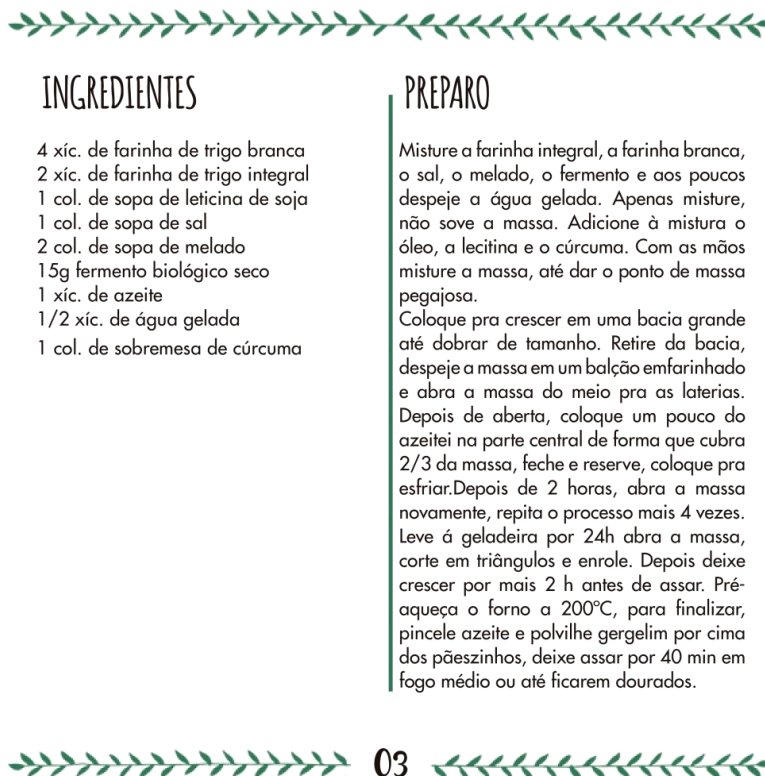 INGREDIENTES
4 xíc. de farinha de trigo branca
2 xíc. de farinha de trigo integral
1 col. de sopa de leticina de soja
1 col. de sopa de sal
2 col. de sopa de melado
15g fermento biológico seco
1 xíc. de azeite
1/2 xíc. de água gelada
1 col. de sobremesa de cúrcuma
PREPARO
Misture a farinha integral, a farinha branca,
o sal, o melado, o fermento e aos poucos
despeje a água gelada. Apenas misture,
não sove a massa. Adicione à mistura o
óleo, a lecitina e o cúrcuma. Com as mãos
misture a massa, até dar o ponto de massa
pegajosa.
Coloque pra crescer em uma bacia grande
até dobrar de tamanho. Retire da bacia,
despeje a massa em um balção emfarinhado
e abra a massa do meio pra as laterias.
Depois de aberta, coloque um pouco do
azeitei na parte central de forma que cubra
2/3 da massa, feche e reserve, coloque pra
esfriar.Depois de 2 horas, abra a massa
novamente, repita o processo mais 4 vezes.
Leve á geladeira por 24h abra a massa,
corte em triângulos e enrole. Depois deixe
crescer por mais 2 h antes de assar. Pré-
aqueça o forno a 200ºC, para finalizar,
pincele azeite e polvilhe gergelim por cima
dos pãeszinhos, deixe assar por 40 min em
fogo médio ou até ficarem dourados.
03